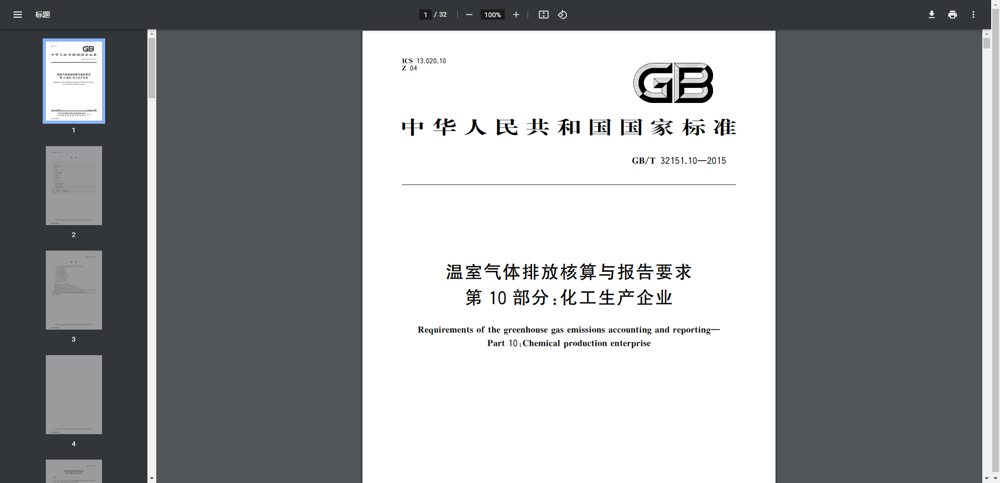 标题
1 / 32
100%
1
2
3
4
ICS 13.020.10
Z 04
GB
中华人民共和国国家标准
GB/T 32151.10—2015
温室气体排放核算与报告要求
第 10 部分:化工生产企业
Requirements of the greenhouse gas emissions accounting and reporting—
Part 10:Chemical production enterprise